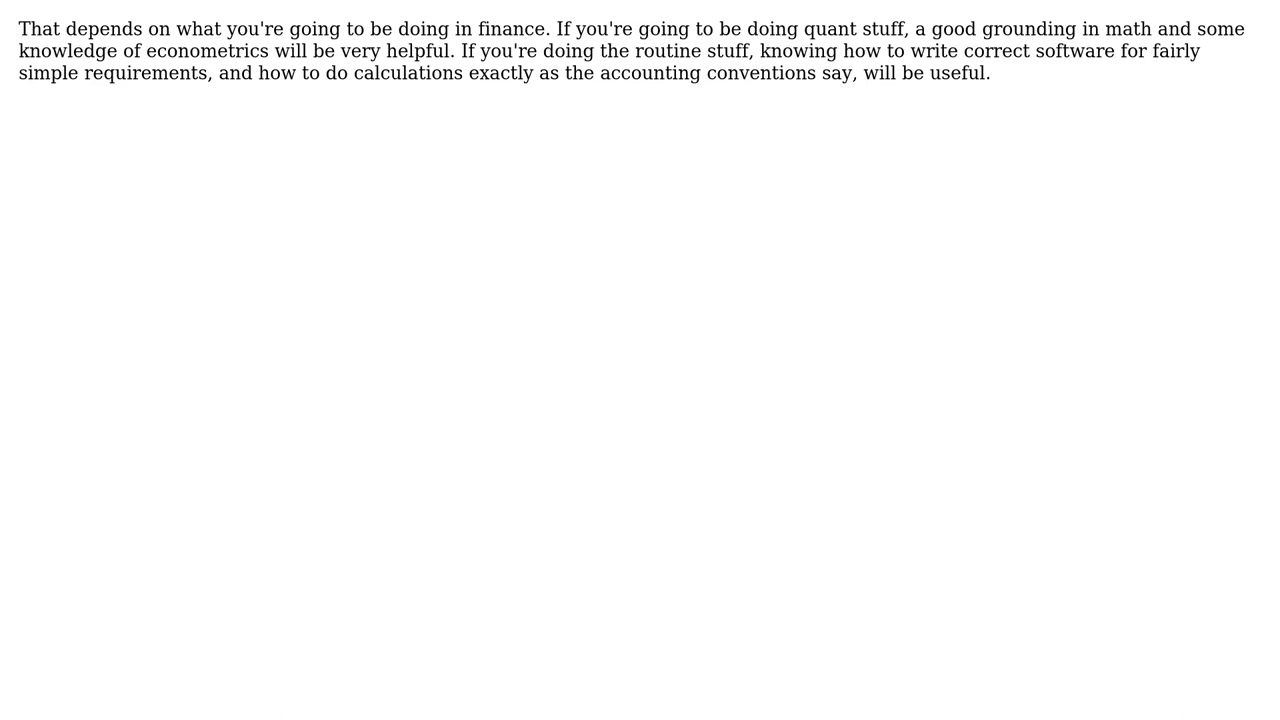 That depends on what you're going to be doing in finance. If you're going to be doing quant stuff, a good grounding in math and some
knowledge of econometrics will be very helpful. If you're doing the routine stuff, knowing how to write correct software for fairly
simple requirements, and how to do calculations exactly as the accounting conventions say, will be useful.